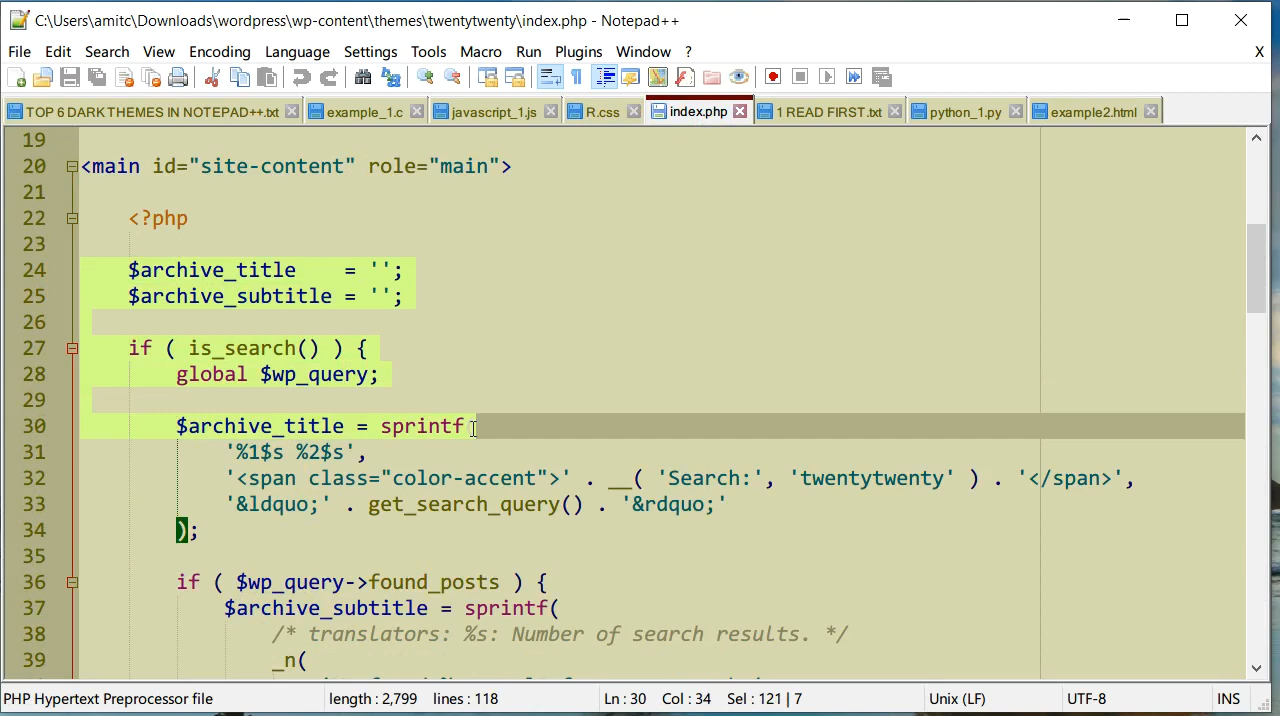 C:\Users\amitc\Downloads\wordpress\wp-content\themes\twentytwenty\index.php - Notepad++
File Edit Search View Encoding Language Settings Tools Macro Run Plugins Window ? X
TOP 6 DARK THEMES IN NOTEPAD++.txt example_1.c javascript_1.js R.css index.php 1 READ FIRST.txt python_1.py example2.html
19
20 <main id="site-content" role="main">
21
22 <?php
23
24 $archive_title    = '';
25 $archive_subtitle = '';
26
27 if ( is_search() ) {
28 global $wp_query;
29
30 $archive_title = sprintf
31 '%1$s %2$s',
32 '<span class="color-accent">' . __( 'Search:', 'twentytwenty' ) . '</span>',
33 '&ldquo;' . get_search_query() . '&rdquo;'
34 );
35
36 if ( $wp_query->found_posts ) {
37 $archive_subtitle = sprintf(
38 /* translators: %s: Number of search results. */
39 _n(
PHP Hypertext Preprocessor file length : 2,799 lines : 118 Ln : 30 Col : 34 Sel : 121 | 7 Unix (LF) UTF-8 INS